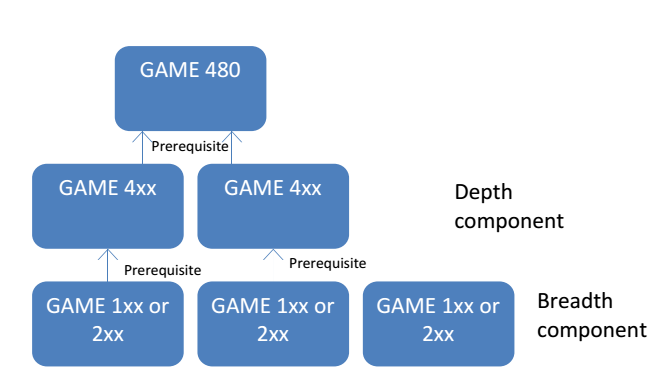 GAME 480
Prerequisite
GAME 4xx
GAME 4xx
Depth
component
Prerequisite
Prerequisite
GAME 1xx or
2xx
GAME 1xx or
2xx
GAME 1xx or
2xx
Breadth
component